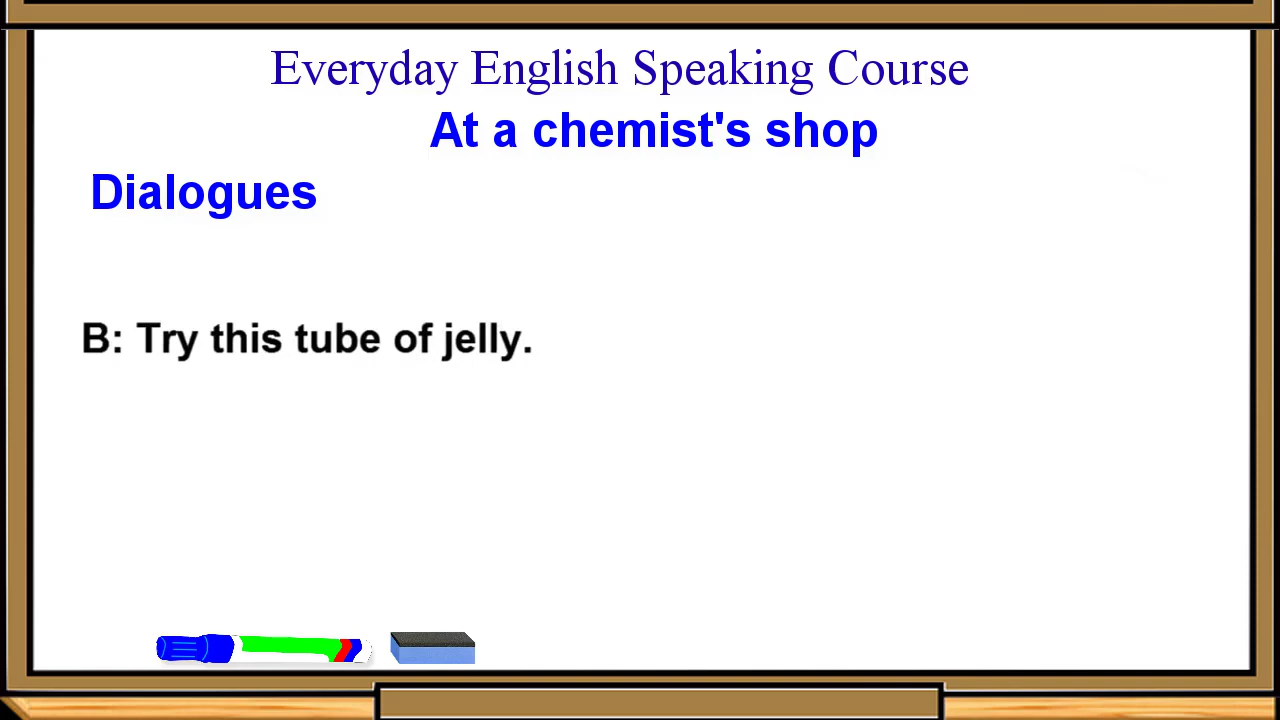 Everyday English Speaking Course
At a chemist's shop
Dialogues
B: Try this tube of jelly.